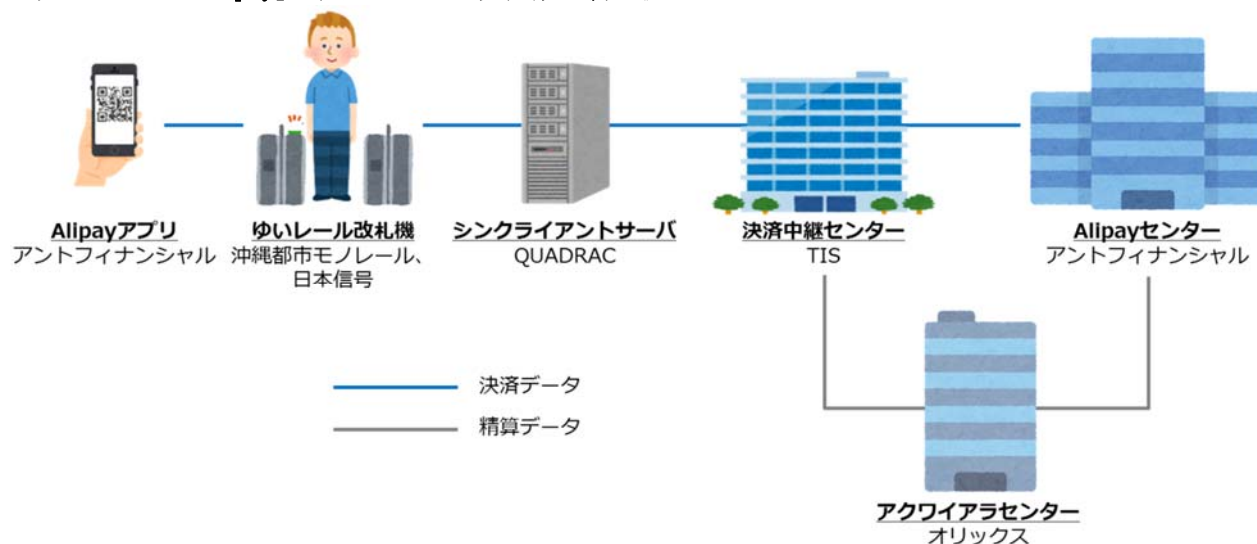 Alipayアプリ
アントフィナンシャル
ゆいレール改札機
沖縄都市モノレール、
日本信号
シンクライアントサーバ
QUADRAC
決済中継センター
TIS
Alipayセンター
アントフィナンシャル
決済データ
精算データ
アクワイアラセンター
オリックス